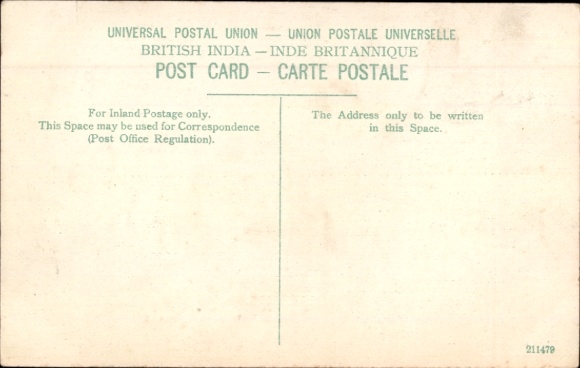 UNIVERSAL POSTAL UNION — UNION POSTALE UNIVERSELLE
BRITISH INDIA — INDE BRITANNIQUE
POST CARD — CARTE POSTALE
For Inland Postage only.
This Space may be used for Correspondence
(Post Office Regulation).
The Address only to be written
in this Space.
211479